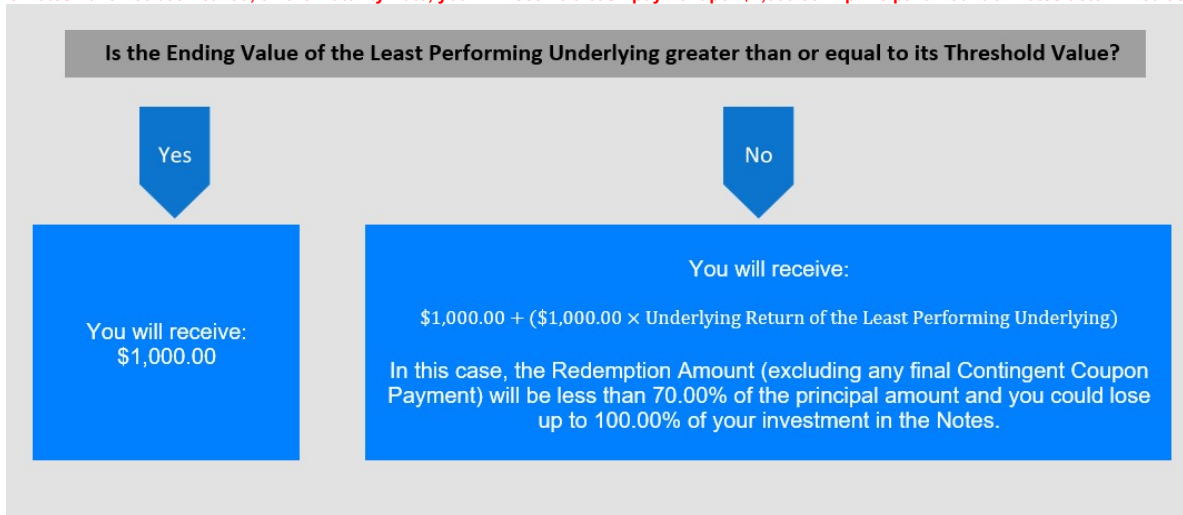 Is the Ending Value of the Least Performing Underlying greater than or equal to its Threshold Value?
Yes
No
You will receive:
$1,000.00
You will receive:
$1,000.00 + ($1,000.00 × Underlying Return of the Least Performing Underlying)
In this case, the Redemption Amount (excluding any final Contingent Coupon
Payment) will be less than 70.00% of the principal amount and you could lose
up to 100.00% of your investment in the Notes.